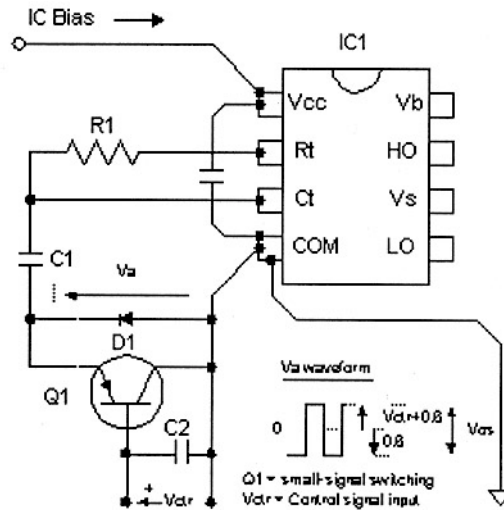 IC Bias
IC1
Vcc Vb
R1
Rt HO
Ct Vs
C1
COM LO
Va
D1
Va waveform
Q1
C2
0
Vctr+0.6
0.6
Vas
Q1 = small-signal switching
+
Vctr
Vctr = Control signal input